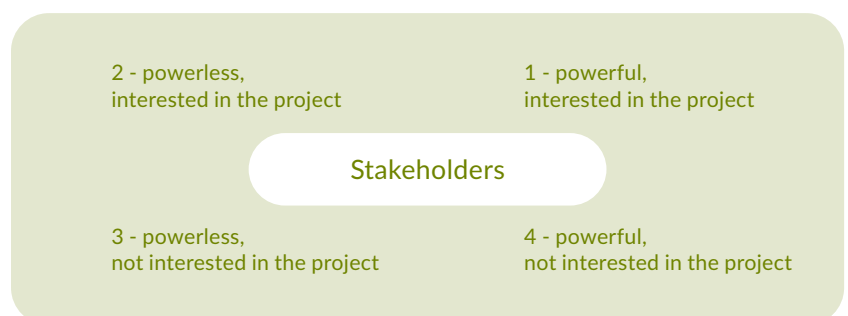 2 - powerless,
interested in the project
1 - powerful,
interested in the project
Stakeholders
3 - powerless,
not interested in the project
4 - powerful,
not interested in the project